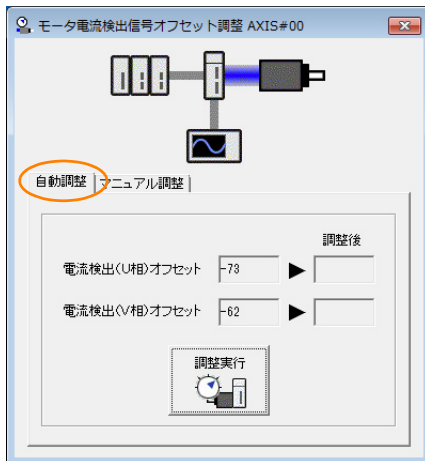 モータ電流検出信号オフセット調整 AXIS#00
自動調整 マニュアル調整
調整後
電流検出(U相)オフセット -73
電流検出(V相)オフセット -62
調整実行